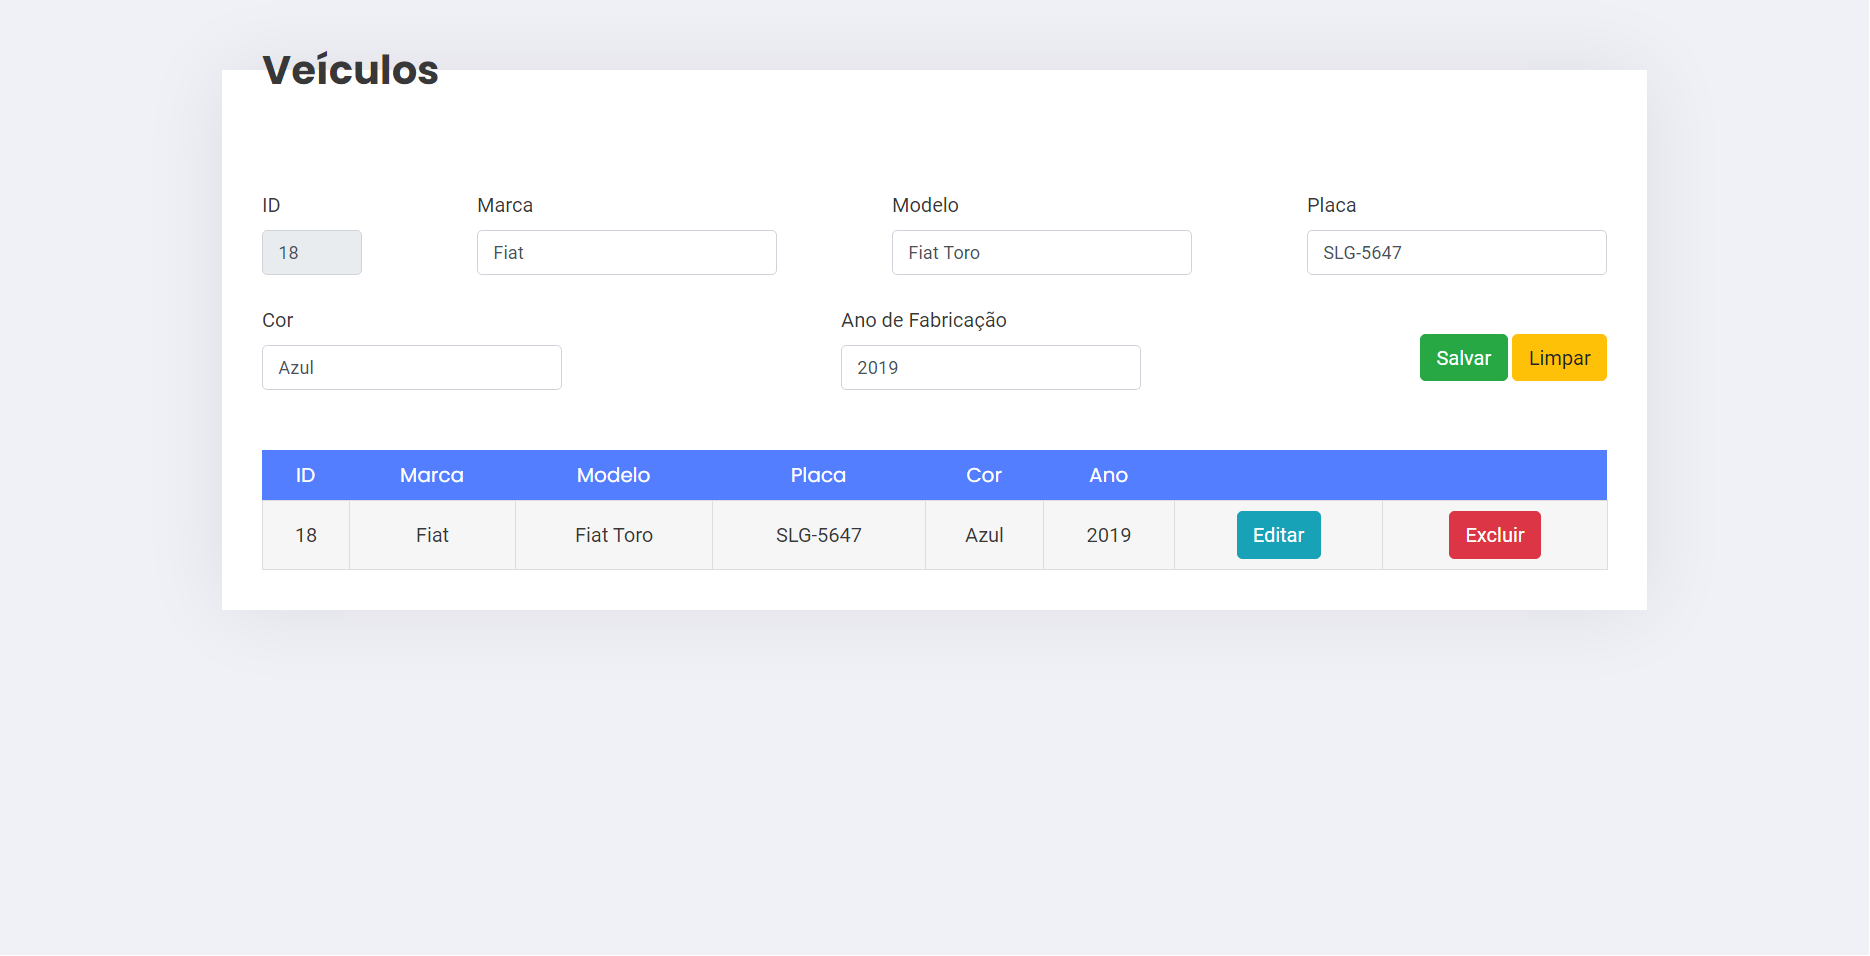 Veículos
ID Marca Modelo Placa
18 Fiat Fiat Toro SLG-5647
Cor Ano de Fabricação
Azul 2019 Salvar Limpar
ID Marca Modelo Placa Cor Ano
18 Fiat Fiat Toro SLG-5647 Azul 2019 Editar Excluir